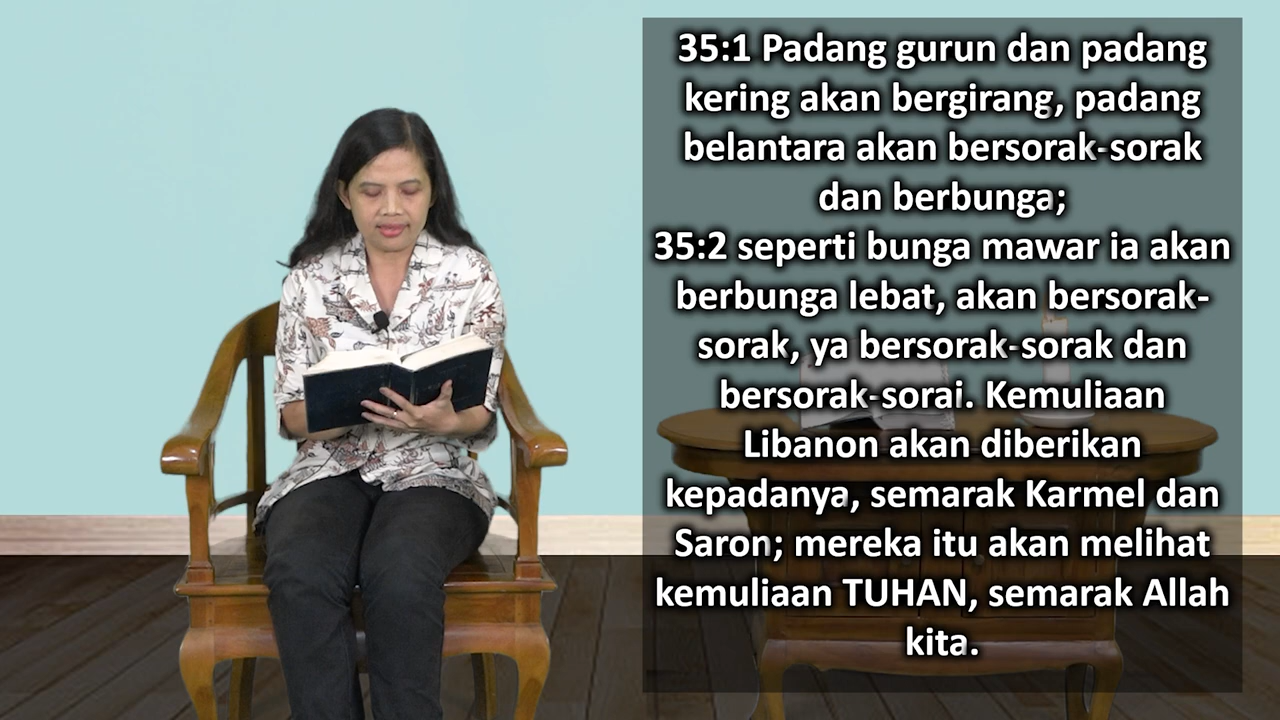 35:1 Padang gurun dan padang
kering akan bergirang, padang
belantara akan bersorak-sorak
dan berbunga;
35:2 seperti bunga mawar ia akan
berbunga lebat, akan bersorak-
sorak, ya bersorak-sorak dan
bersorak-sorai. Kemuliaan
Libanon akan diberikan
kepadanya, semarak Karmel dan
Saron; mereka itu akan melihat
kemuliaan TUHAN, semarak Allah
kita.